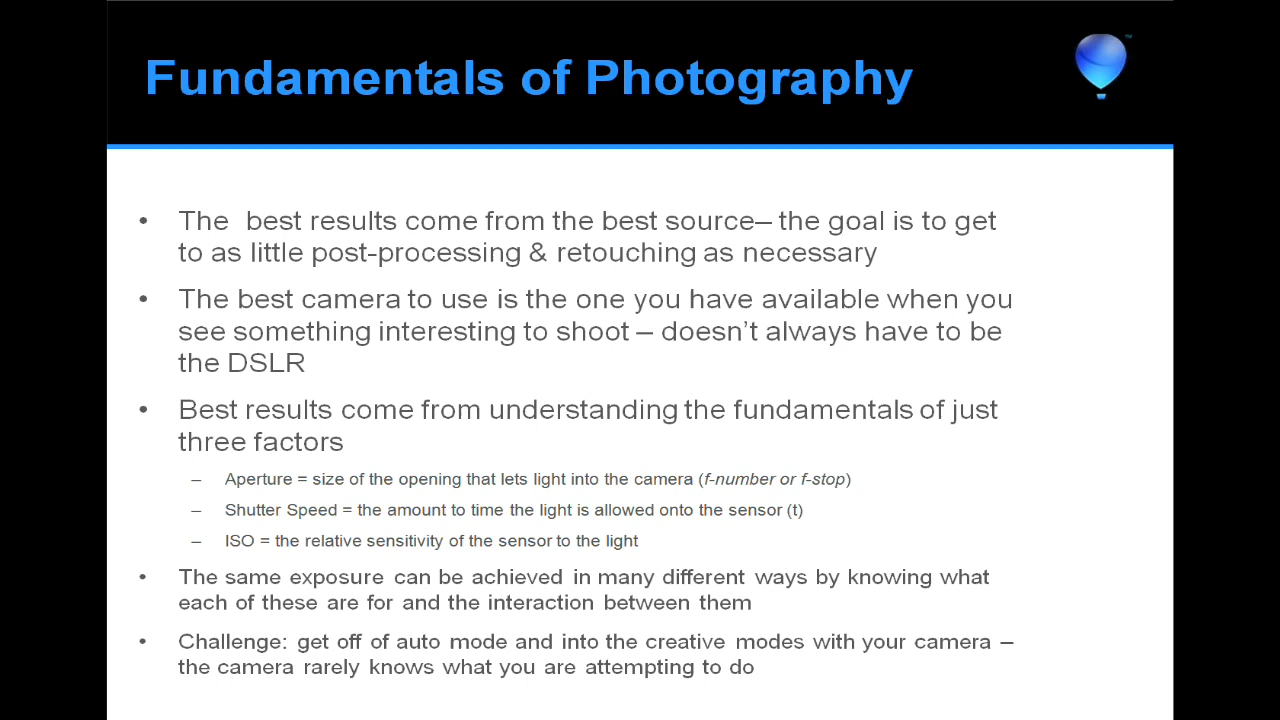 Fundamentals of Photography
™
• The  best results come from the best source– the goal is to get
to as little post-processing & retouching as necessary
• The best camera to use is the one you have available when you
see something interesting to shoot – doesn’t always have to be
the DSLR
• Best results come from understanding the fundamentals of just
three factors
– Aperture = size of the opening that lets light into the camera (f-number or f-stop)
– Shutter Speed = the amount to time the light is allowed onto the sensor (t)
– ISO = the relative sensitivity of the sensor to the light
• The same exposure can be achieved in many different ways by knowing what
each of these are for and the interaction between them
• Challenge: get off of auto mode and into the creative modes with your camera –
the camera rarely knows what you are attempting to do